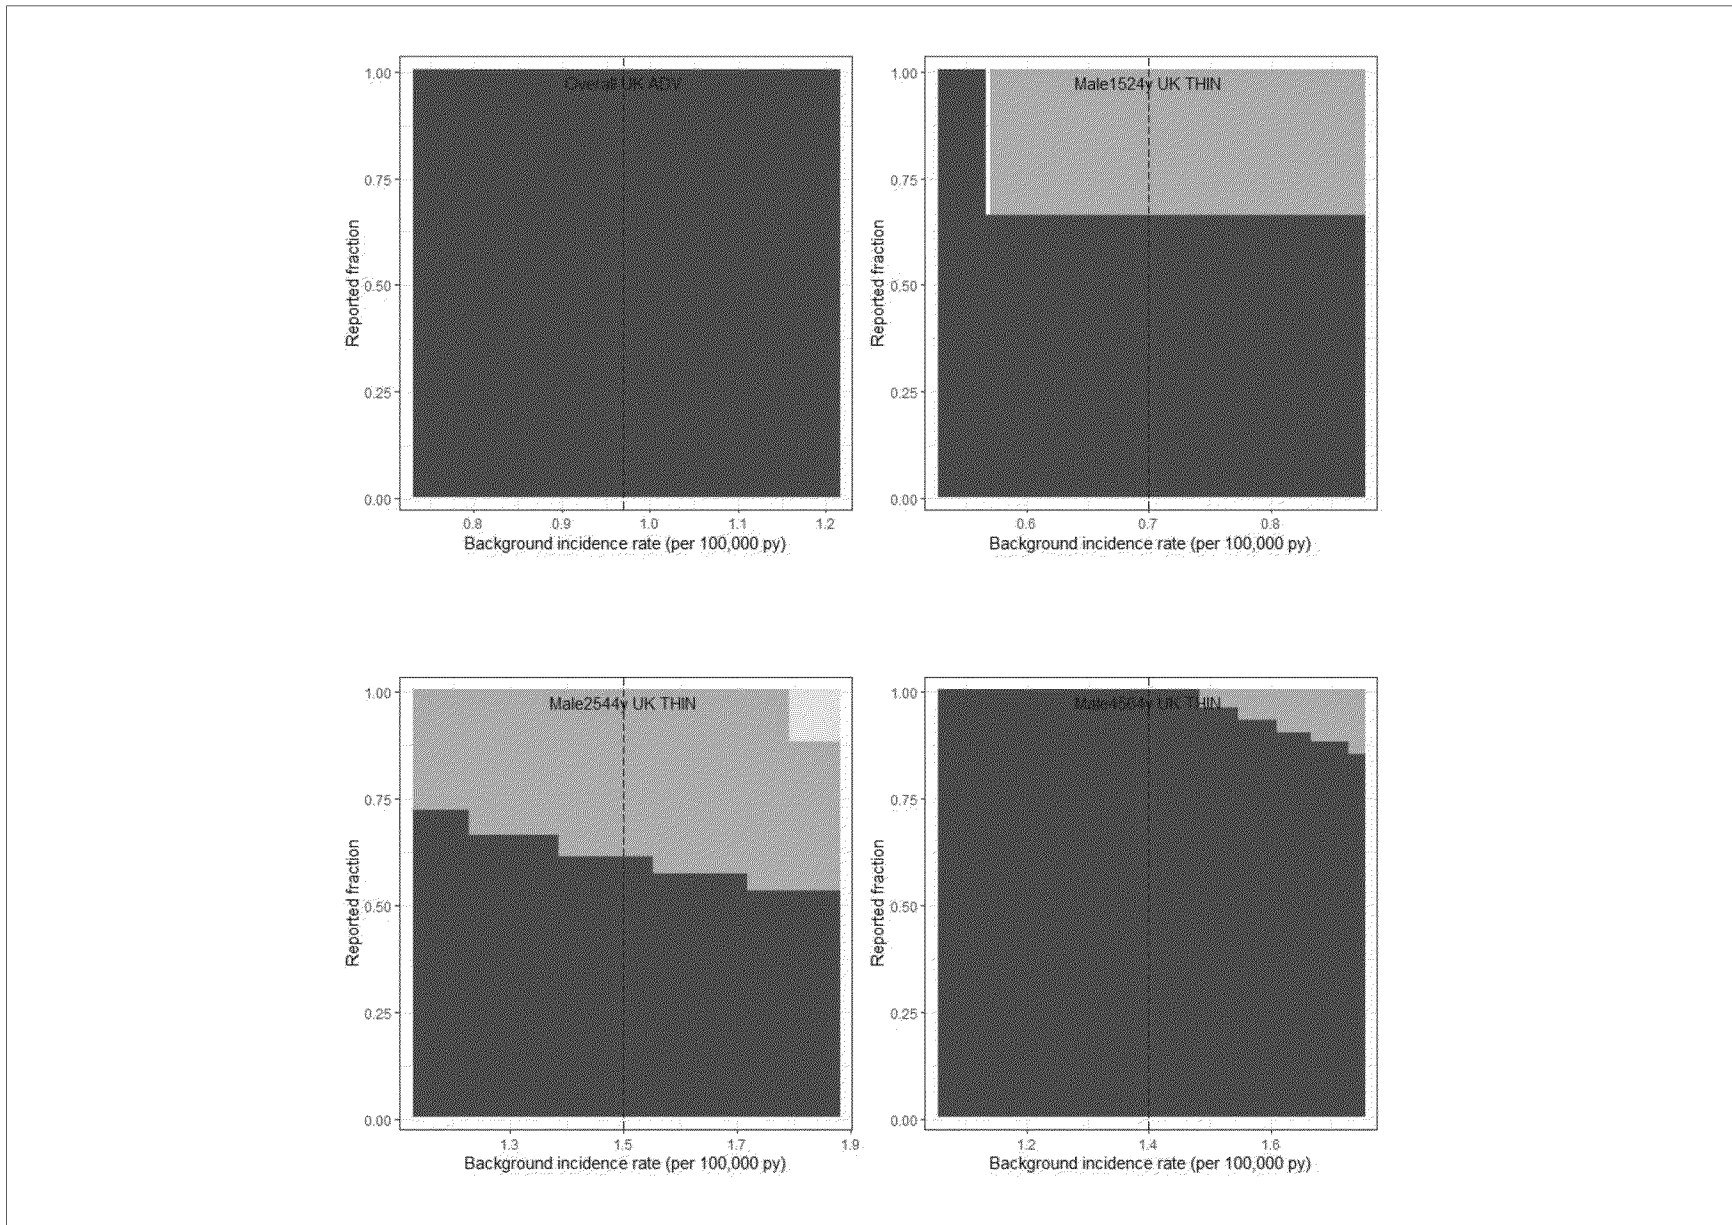 Overall UK ADV
1.00
0.75
0.50
0.25
0.00
Reported fraction
0.8 0.9 1.0 1.1 1.2
Background incidence rate (per 100,000 py)
Male1524y UK THIN
1.00
0.75
0.50
0.25
0.00
Reported fraction
0.6 0.7 0.8
Background incidence rate (per 100,000 py)
Male2544y UK THIN
1.00
0.75
0.50
0.25
0.00
Reported fraction
1.3 1.5 1.7 1.9
Background incidence rate (per 100,000 py)
Male4564y UK THIN
1.00
0.75
0.50
0.25
0.00
Reported fraction
1.2 1.4 1.6
Background incidence rate (per 100,000 py)